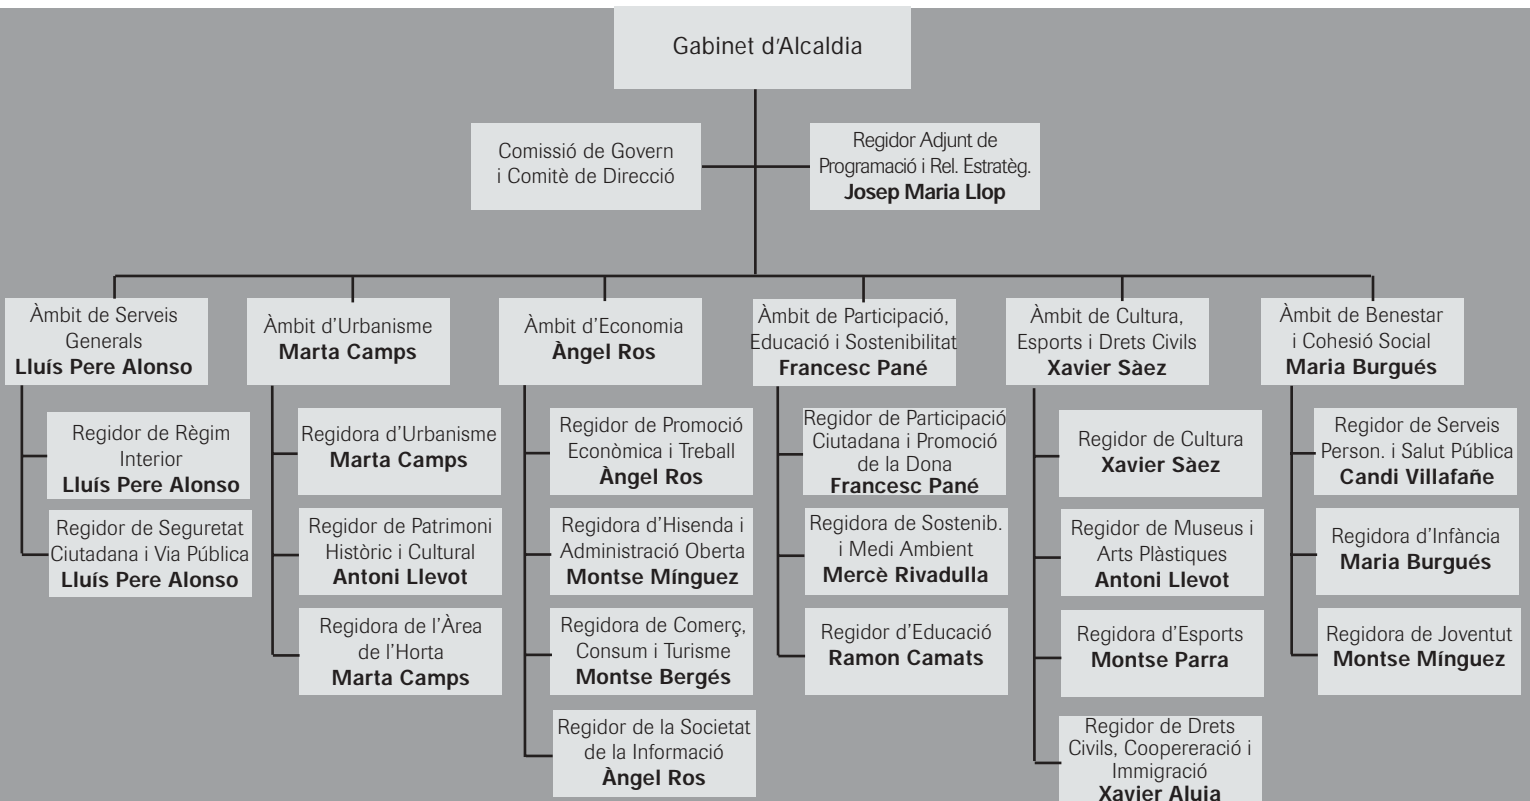 Gabinet d'Alcaldia
Comissió de Govern
i Comitè de Direcció
Regidor Adjunt de
Programació i Rel. Estratèg.
Josep Maria Llop
Àmbit de Serveis
Generals
Lluís Pere Alonso
Regidor de Règim
Interior
Lluís Pere Alonso
Regidor de Seguretat
Ciutadana i Via Pública
Lluís Pere Alonso
Àmbit d'Urbanisme
Marta Camps
Regidora d'Urbanisme
Marta Camps
Regidor de Patrimoni
Històric i Cultural
Antoni Llevot
Regidora de l'Àrea
de l'Horta
Marta Camps
Àmbit d'Economia
Àngel Ros
Regidor de Promoció
Econòmica i Treball
Àngel Ros
Regidora d'Hisenda i
Administració Oberta
Montse Mínguez
Regidora de Comerç,
Consum i Turisme
Montse Bergés
Regidor de la Societat
de la Informació
Àngel Ros
Àmbit de Participació,
Educació i Sostenibilitat
Francesc Pané
Regidor de Participació
Ciutadana i Promoció
de la Dona
Francesc Pané
Regidora de Sostenib.
i Medi Ambient
Mercè Rivadulla
Regidor d'Educació
Ramon Camats
Àmbit de Cultura,
Esports i Drets Civils
Xavier Sàez
Regidor de Cultura
Xavier Sàez
Regidor de Museus i
Arts Plàstiques
Antoni Llevot
Regidora d'Esports
Montse Parra
Regidor de Drets
Civils, Coopereració i
Immigració
Xavier Aluja
Àmbit de Benestar
i Cohesió Social
Maria Burgués
Regidor de Serveis
Person. i Salut Pública
Candi Villafañe
Regidora d'Infància
Maria Burgués
Regidora de Joventut
Montse Mínguez